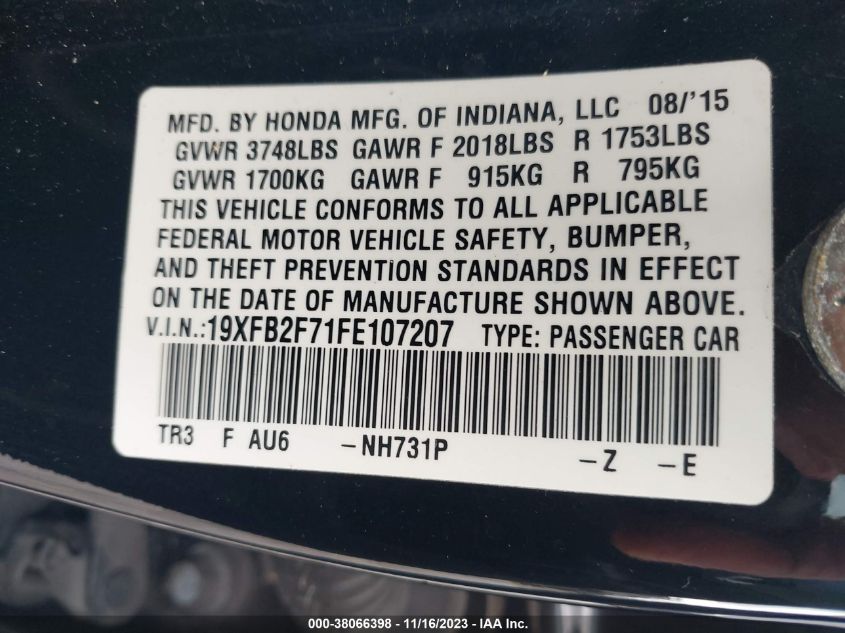 MFD. BY HONDA MFG. OF INDIANA, LLC 08/'15
GVWR 3748LBS GAWR F 2018LBS R 1753LBS
GVWR 1700KG GAWR F 915KG R 795KG
THIS VEHICLE CONFORMS TO ALL APPLICABLE
FEDERAL MOTOR VEHICLE SAFETY, BUMPER,
AND THEFT PREVENTION STANDARDS IN EFFECT
ON THE DATE OF MANUFACTURE SHOWN ABOVE.
V.I.N.:19XFB2F71FE107207 TYPE: PASSENGER CAR
TR3 F AU6 -NH731P -Z -E
000-38066398 - 11/16/2023 - IAA Inc.